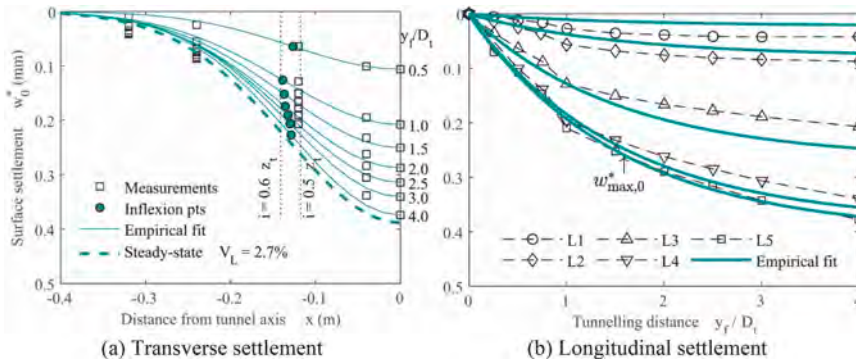 0
0.1
0.2
0.3
0.4
0.5
Surface settlement w*0 (mm)
yf/Dt
0.5
1.0
1.5
2.0
2.5
3.0
4.0
i = 0.6 zt
i = 0.5 zt
Measurements
Inflexion pts
Empirical fit
Steady-state VL = 2.7%
-0.4 -0.3 -0.2 -0.1 0
Distance from tunnel axis x (m)
(a) Transverse settlement
0
0.1
0.2
0.3
0.4
0.5
w*max,0
L1 L3 L5
L2 L4 Empirical fit
0 1 2 3
Tunnelling distance yf / Dt
(b) Longitudinal settlement